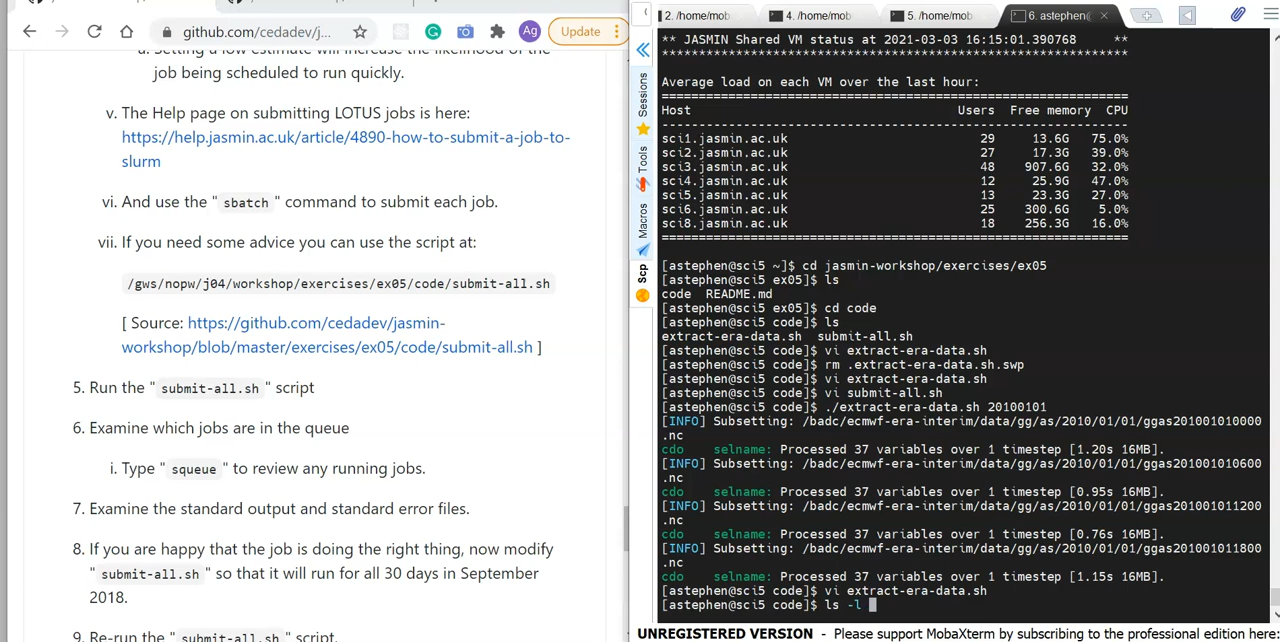 github.com/cedadev/j...
Ag
Update
a. Setting a low estimate will increase the likelihood of the
job being scheduled to run quickly.
v. The Help page on submitting LOTUS jobs is here:
https://help.jasmin.ac.uk/article/4890-how-to-submit-a-job-to-
slurm
vi. And use the " sbatch " command to submit each job.
vii. If you need some advice you can use the script at:
/gws/nopw/j04/workshop/exercises/ex05/code/submit-all.sh
[ Source: https://github.com/cedadev/jasmin-
workshop/blob/master/exercises/ex05/code/submit-all.sh ]
5. Run the " submit-all.sh " script
6. Examine which jobs are in the queue
i. Type " squeue " to review any running jobs.
7. Examine the standard output and standard error files.
8. If you are happy that the job is doing the right thing, now modify
" submit-all.sh " so that it will run for all 30 days in September
2018.
9. Re-run the " submit-all.sh " script.
2. /home/mob
4. /home/mob
5. /home/mob
6. astephen@
Sessions
Tools
Macros
Scp
** JASMIN Shared VM status at 2021-03-03 16:15:01.390768 **
********************************************************************
Average load on each VM over the last hour:
====================================================================
Host Users Free memory CPU
--------------------------------------------------------------------
sci1.jasmin.ac.uk 29 13.6G 75.0%
sci2.jasmin.ac.uk 27 17.3G 39.0%
sci3.jasmin.ac.uk 48 907.6G 32.0%
sci4.jasmin.ac.uk 12 25.9G 47.0%
sci5.jasmin.ac.uk 13 23.3G 27.0%
sci6.jasmin.ac.uk 25 300.6G 5.0%
sci8.jasmin.ac.uk 18 256.3G 16.0%
====================================================================
[astephen@sci5 ~]$ cd jasmin-workshop/exercises/ex05
[astephen@sci5 ex05]$ ls
code README.md
[astephen@sci5 ex05]$ cd code
[astephen@sci5 code]$ ls
extract-era-data.sh submit-all.sh
[astephen@sci5 code]$ vi extract-era-data.sh
[astephen@sci5 code]$ rm .extract-era-data.sh.swp
[astephen@sci5 code]$ vi extract-era-data.sh
[astephen@sci5 code]$ vi submit-all.sh
[astephen@sci5 code]$ ./extract-era-data.sh 20100101
[INFO] Subsetting: /badc/ecmwf-era-interim/data/gg/as/2010/01/01/ggas201001010000
.nc
cdo selname: Processed 37 variables over 1 timestep [1.20s 16MB].
[INFO] Subsetting: /badc/ecmwf-era-interim/data/gg/as/2010/01/01/ggas201001010600
.nc
cdo selname: Processed 37 variables over 1 timestep [0.95s 16MB].
[INFO] Subsetting: /badc/ecmwf-era-interim/data/gg/as/2010/01/01/ggas201001011200
.nc
cdo selname: Processed 37 variables over 1 timestep [0.76s 16MB].
[INFO] Subsetting: /badc/ecmwf-era-interim/data/gg/as/2010/01/01/ggas201001011800
.nc
cdo selname: Processed 37 variables over 1 timestep [1.15s 16MB].
[astephen@sci5 code]$ vi extract-era-data.sh
[astephen@sci5 code]$ ls -l
UNREGISTERED VERSION - Please support MobaXterm by subscribing to the professional edition here: